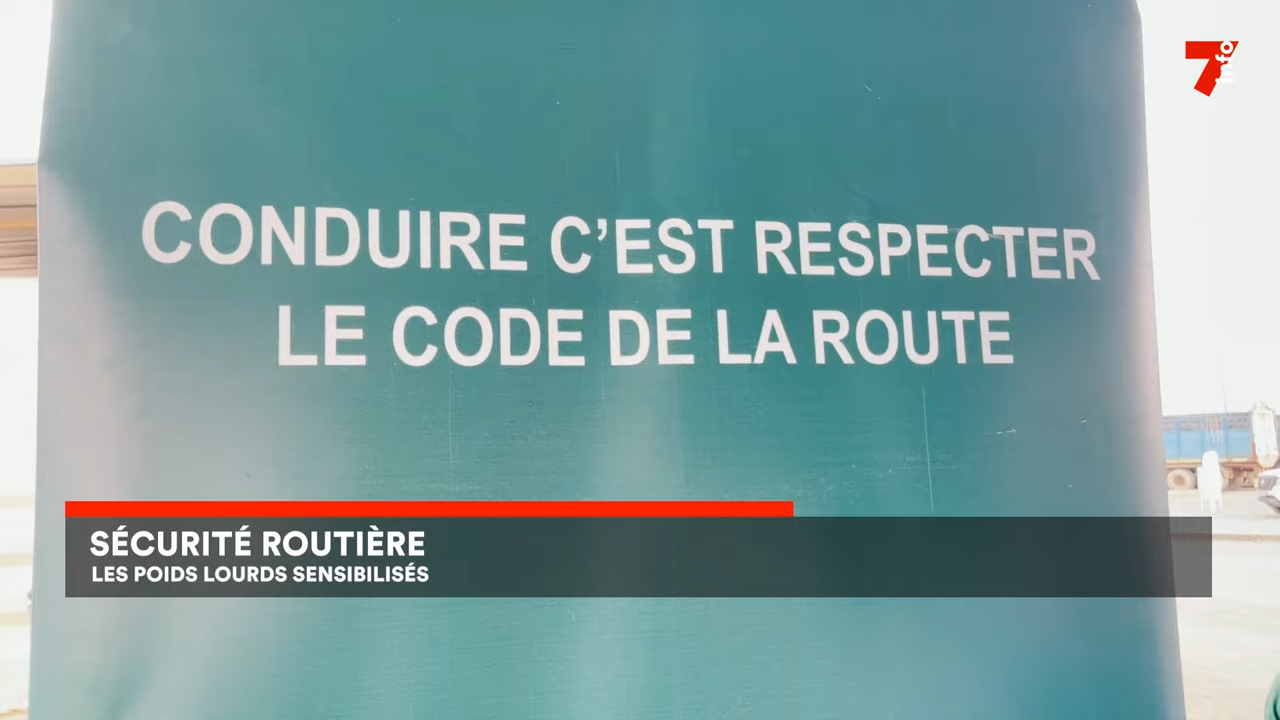 7info
CONDUIRE C'EST RESPECTER
LE CODE DE LA ROUTE
SÉCURITÉ ROUTIÈRE
LES POIDS LOURDS SENSIBILISÉS